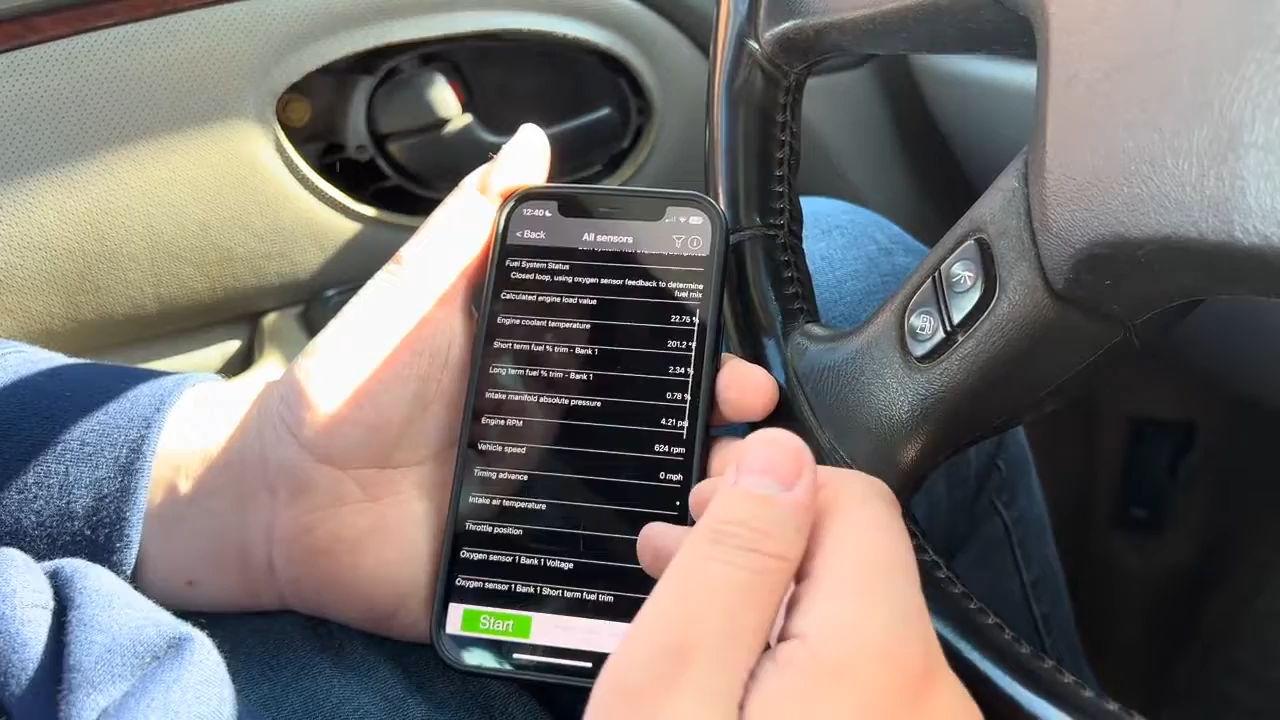 12:40
< Back All sensors
Fuel System Status
Closed loop, using oxygen sensor feedback to determine
fuel mix
Calculated engine load value
22.75 %
Engine coolant temperature
201.2 °F
Short term fuel % trim - Bank 1
2.34 %
Long term fuel % trim - Bank 1
0.78 %
Intake manifold absolute pressure
4.21 psi
Engine RPM
624 rpm
Vehicle speed
0 mph
Timing advance
°
Intake air temperature
Throttle position
Oxygen sensor 1 Bank 1 Voltage
Oxygen sensor 1 Bank 1 Short term fuel trim
Start